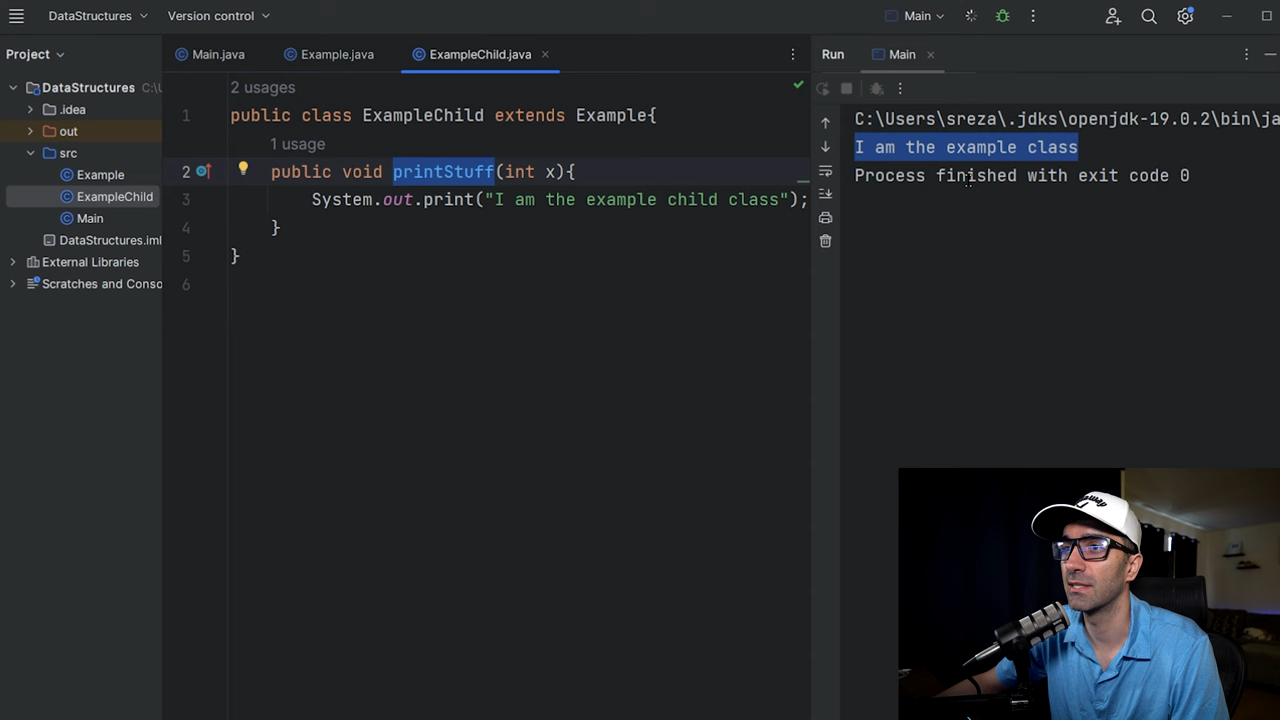 DataStructures
Version control
Main
Project
Main.java
Example.java
ExampleChild.java
Run
Main
DataStructures C:\U
.idea
out
src
Example
ExampleChild
Main
DataStructures.iml
External Libraries
Scratches and Conso
2 usages
1 public class ExampleChild extends Example{
1 usage
2 public void printStuff(int x){
3 System.out.print("I am the example child class");
4 }
5 }
6
C:\Users\sreza\.jdks\openjdk-19.0.2\bin\ja
I am the example class
Process finished with exit code 0